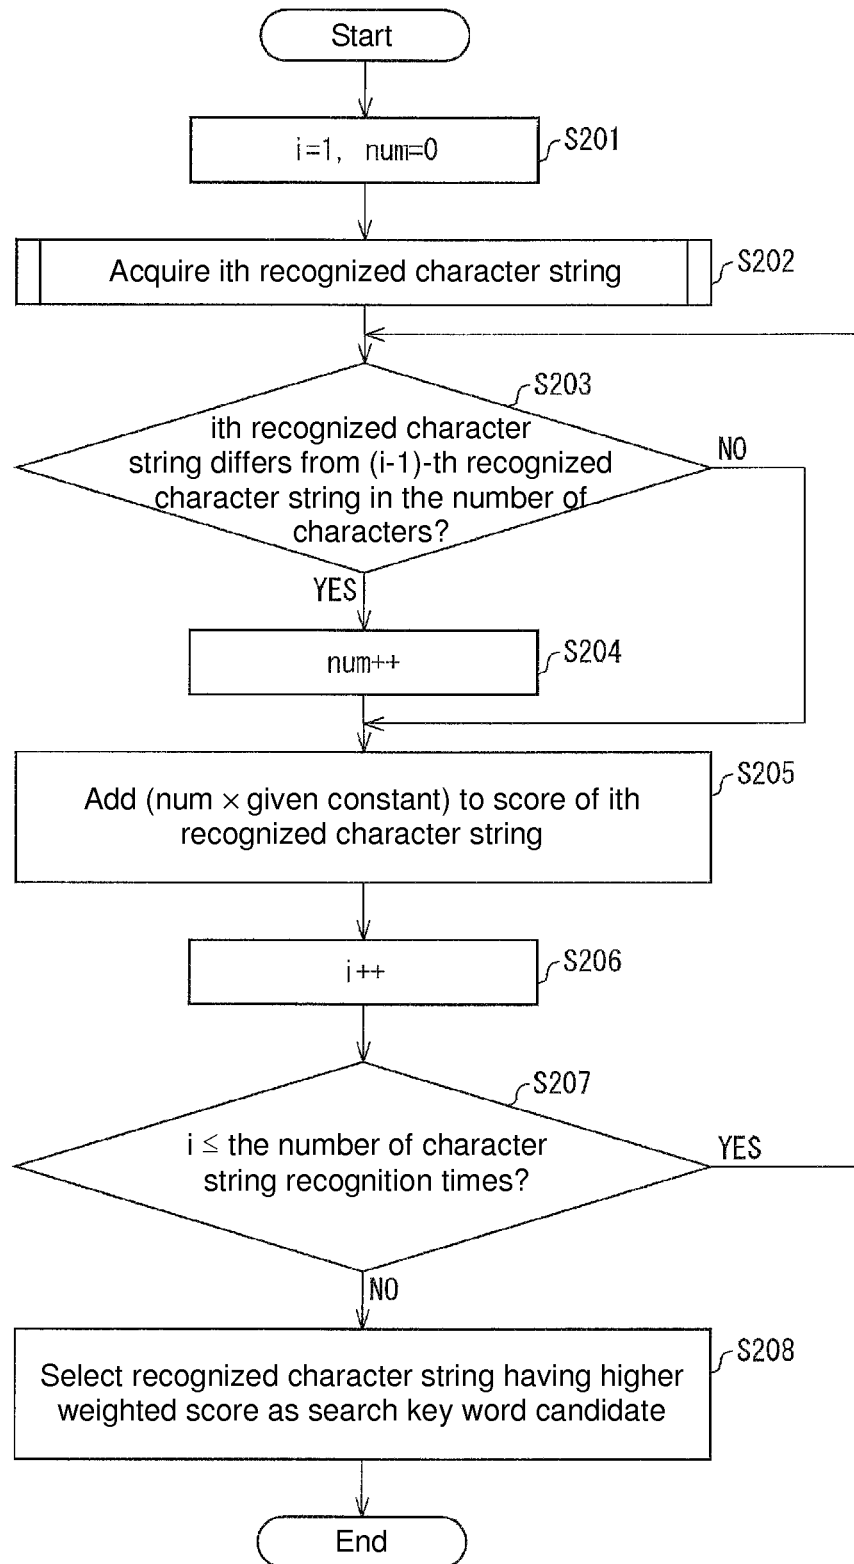 Start
i=1, num=0
S201
Acquire ith recognized character string
S202
S203
ith recognized character
string differs from (i-1)-th recognized
character string in the number of
characters?
NO
YES
num++
S204
Add (num × given constant) to score of ith
recognized character string
S205
i++
S206
S207
i ≤ the number of character
string recognition times?
YES
NO
Select recognized character string having higher
weighted score as search key word candidate
S208
End